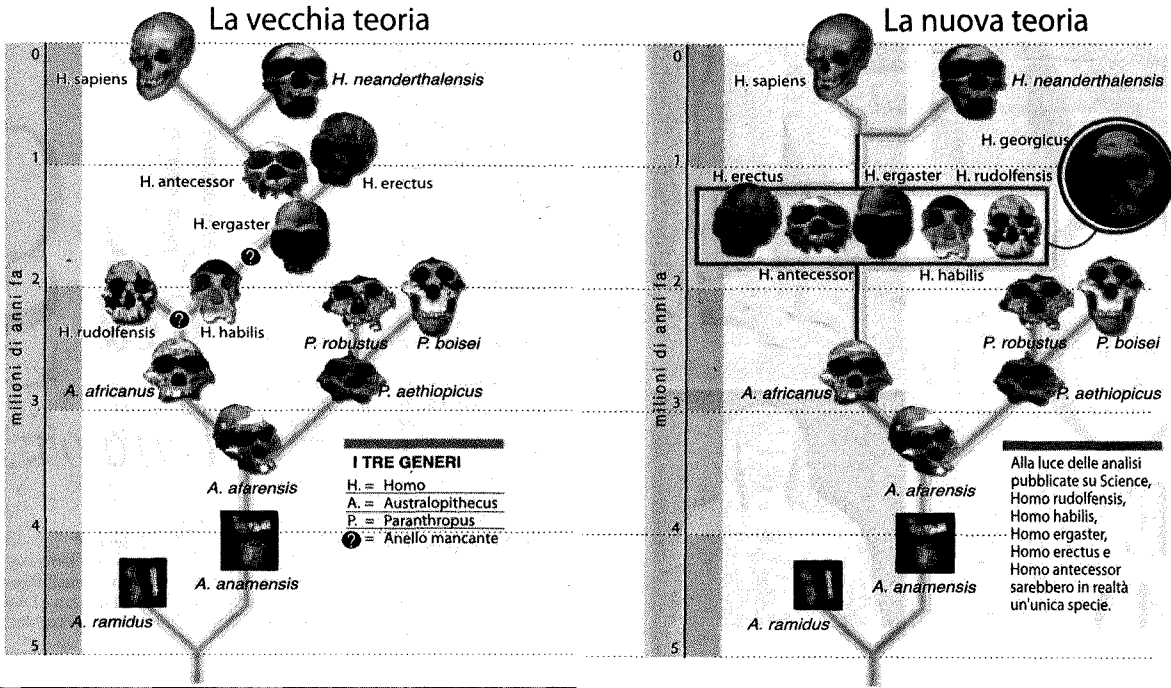 La vecchia teoria
0
H. sapiens
H. neanderthalensis
1
H. antecessor
H. erectus
H. ergaster
?
2
H. rudolfensis
?
H. habilis
P. robustus
P. boisei
A. africanus
P. aethiopicus
3
milioni di anni fa
A. afarensis
I TRE GENERI
H. = Homo
A. = Australopithecus
P. = Paranthropus
? = Anello mancante
4
A. anamensis
A. ramidus
5
La nuova teoria
0
H. sapiens
H. neanderthalensis
H. georgicus
1
H. erectus
H. ergaster
H. rudolfensis
H. antecessor
H. habilis
2
P. robustus
P. boisei
A. africanus
P. aethiopicus
3
milioni di anni fa
A. afarensis
Alla luce delle analisi
pubblicate su Science,
Homo rudolfensis,
Homo habilis,
Homo ergaster,
Homo erectus e
Homo antecessor
sarebbero in realtà
un'unica specie.
4
A. anamensis
A. ramidus
5